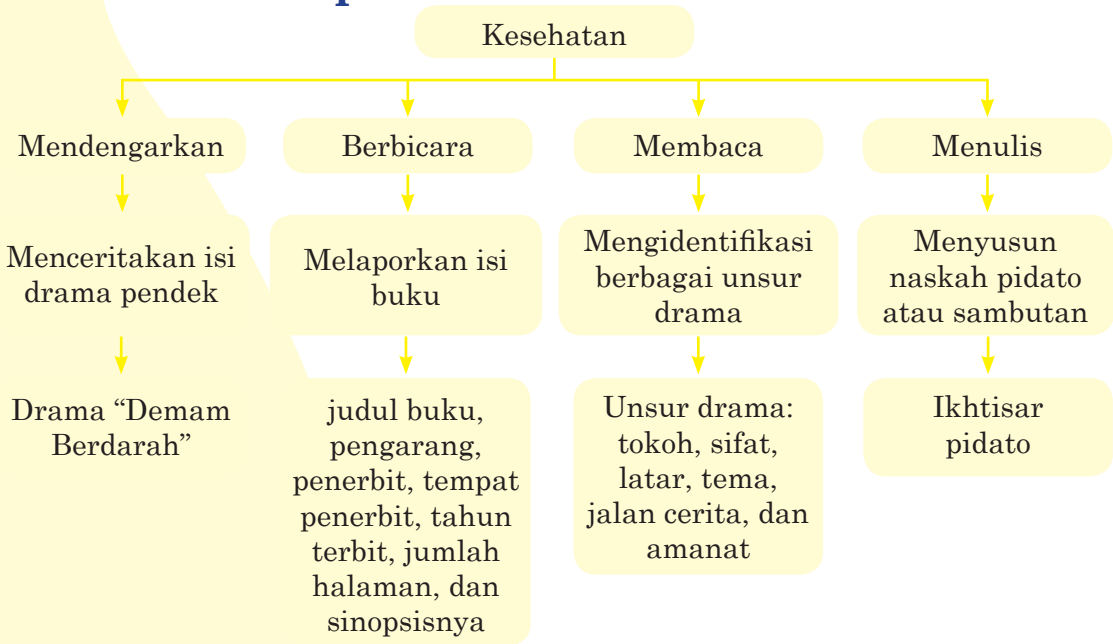 Kesehatan
Mendengarkan
Berbicara
Membaca
Menulis
Menceritakan isi
drama pendek
Melaporkan isi
buku
Mengidentifikasi
berbagai unsur
drama
Menyusun
naskah pidato
atau sambutan
Drama “Demam
Berdarah”
judul buku,
pengarang,
penerbit, tempat
penerbit, tahun
terbit, jumlah
halaman, dan
sinopsisnya
Unsur drama:
tokoh, sifat,
latar, tema,
jalan cerita, dan
amanat
Ikhtisar
pidato